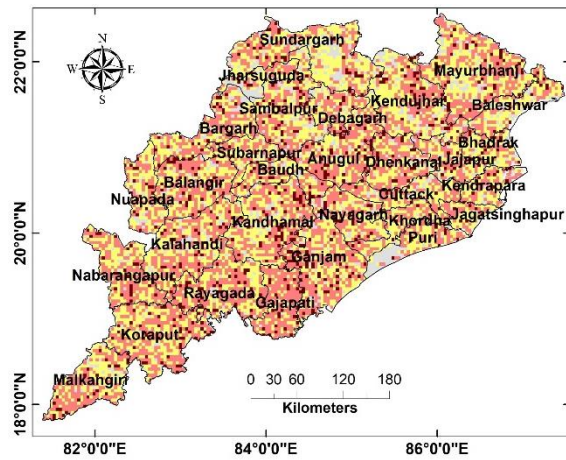 N
W E
S
22°0'0"N
20°0'0"N
18°0'0"N
Sundargarh
Jharsuguda
Mayurbhanj
Sambalpur
Kendujhar
Baleshwar
Debagarh
Bargarh
Bhadrak
Subarnapur
Anugul
Dhenkanal
Jajapur
Baudh
Balangir
Kendrapara
Cuttack
Nuapada
Nayagarh
Khordha
Jagatsinghapur
Kandhamal
Puri
Kalahandi
Ganjam
Nabarangapur
Rayagada
Gajapati
Koraput
Malkahgiri
0 30 60 120 180
Kilometers
82°0'0"E 84°0'0"E 86°0'0"E